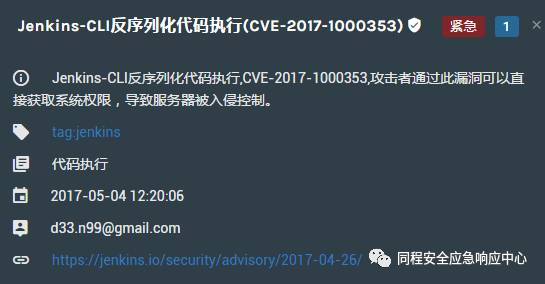 Jenkins-CLI反序列化代码执行(CVE-2017-1000353) 紧急 1 ×
Jenkins-CLI反序列化代码执行,CVE-2017-1000353,攻击者通过此漏洞可以直
接获取系统权限，导致服务器被入侵控制。
tag:jenkins
代码执行
2017-05-04 12:20:06
d33.n99@gmail.com
https://jenkins.io/security/advisory/2017-04-26/ 同程安全应急响应中心